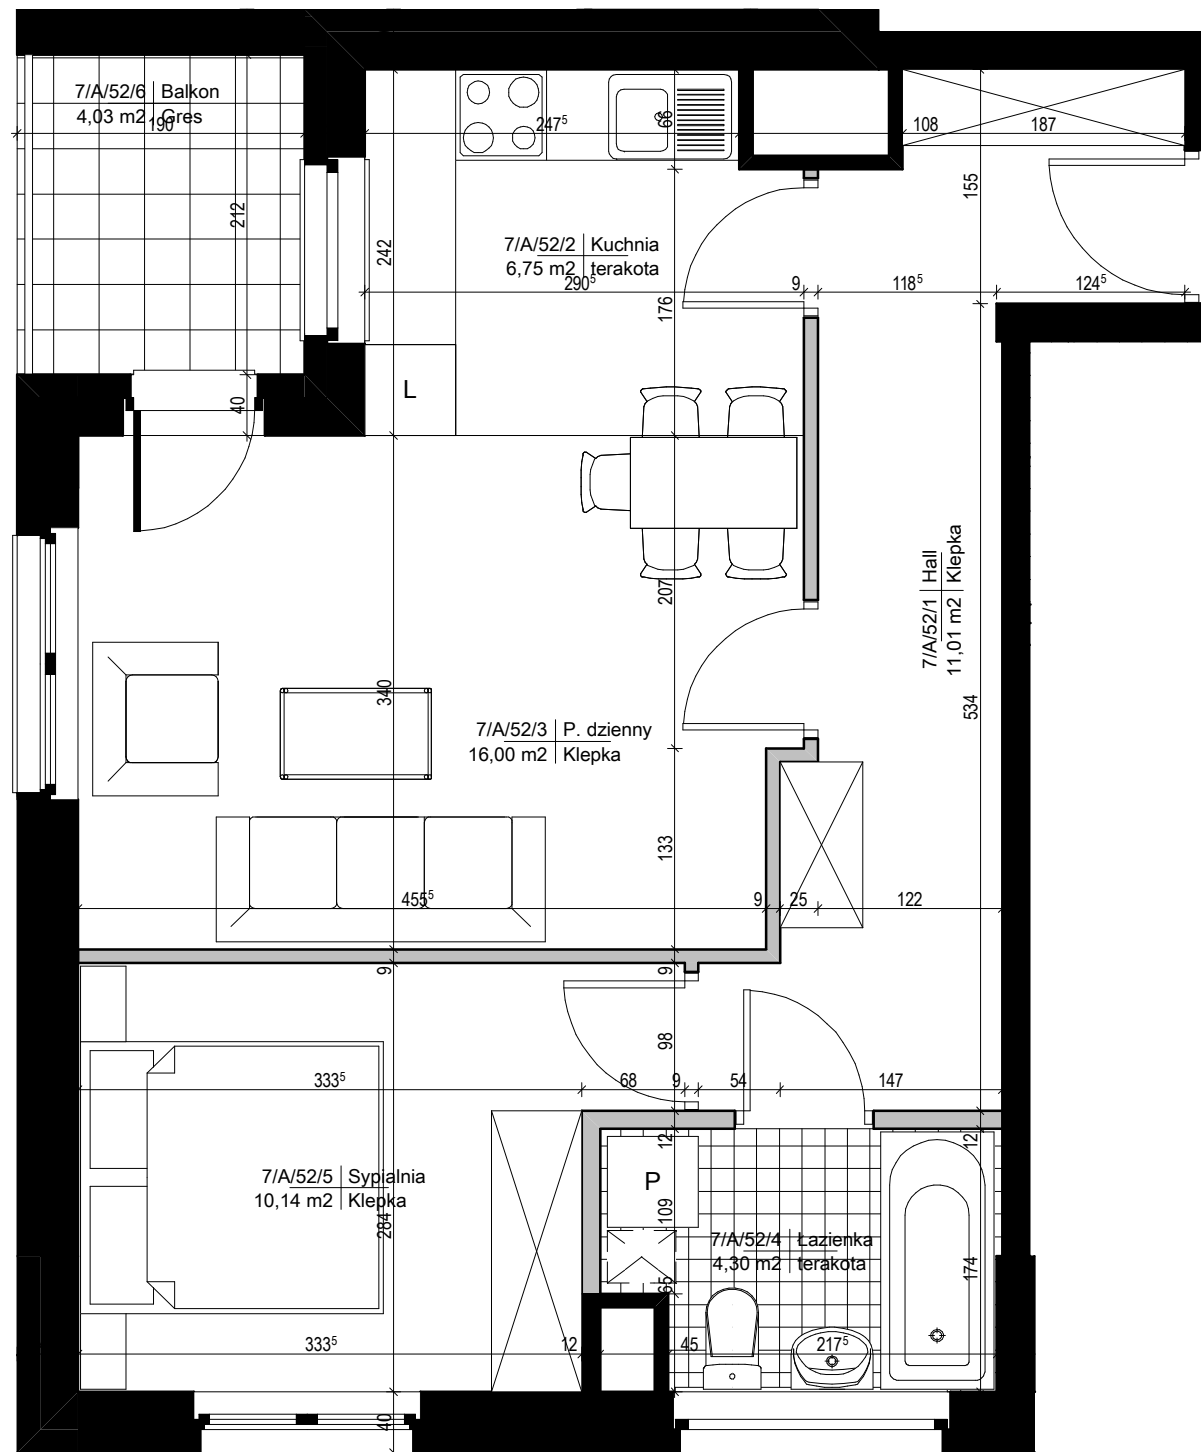 7/A/52/6 Balkon
4,03 m2 Gres
190
247⁵
66
108
187
212
242
155
7/A/52/2 Kuchnia
6,75 m2 terakota
290⁵
9
118⁵
124⁵
176
40
L
207
7/A/52/1 Hall
11,01 m2 Klepka
340
534
7/A/52/3 P. dzienny
16,00 m2 Klepka
133
455⁵
9
25
122
9
9
98
333⁵
68
9
54
147
12
12
P
7/A/52/5 Sypialnia
10,14 m2 Klepka
284
109
7/A/52/4 Łazienka
4,30 m2 terakota
174
65
333⁵
12
45
217⁵
40